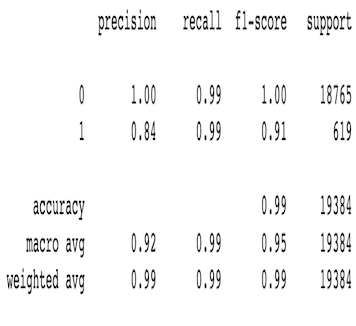 precision recall f1-score support
0 1.00 0.99 1.00 18765
1 0.84 0.99 0.91 619
accuracy 0.99 19384
macro avg 0.92 0.99 0.95 19384
weighted avg 0.99 0.99 0.99 19384